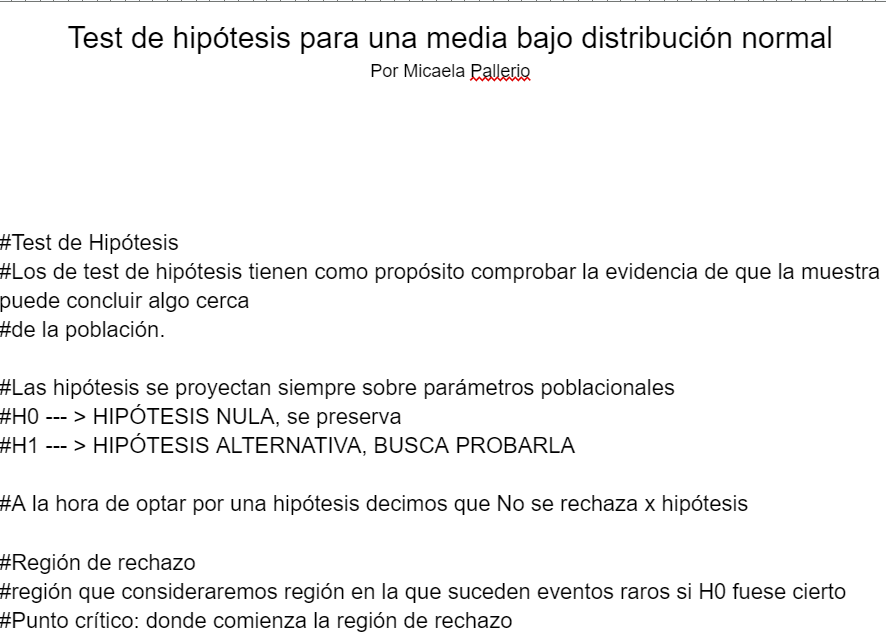 Test de hipótesis para una media bajo distribución normal
Por Micaela Pallerio
#Test de Hipótesis
#Los de test de hipótesis tienen como propósito comprobar la evidencia de que la muestra
puede concluir algo cerca
#de la población.
#Las hipótesis se proyectan siempre sobre parámetros poblacionales
#H0 --- > HIPÓTESIS NULA, se preserva
#H1 --- > HIPÓTESIS ALTERNATIVA, BUSCA PROBARLA
#A la hora de optar por una hipótesis decimos que No se rechaza x hipótesis
#Región de rechazo
#región que consideraremos región en la que suceden eventos raros si H0 fuese cierto
#Punto crítico: donde comienza la región de rechazo